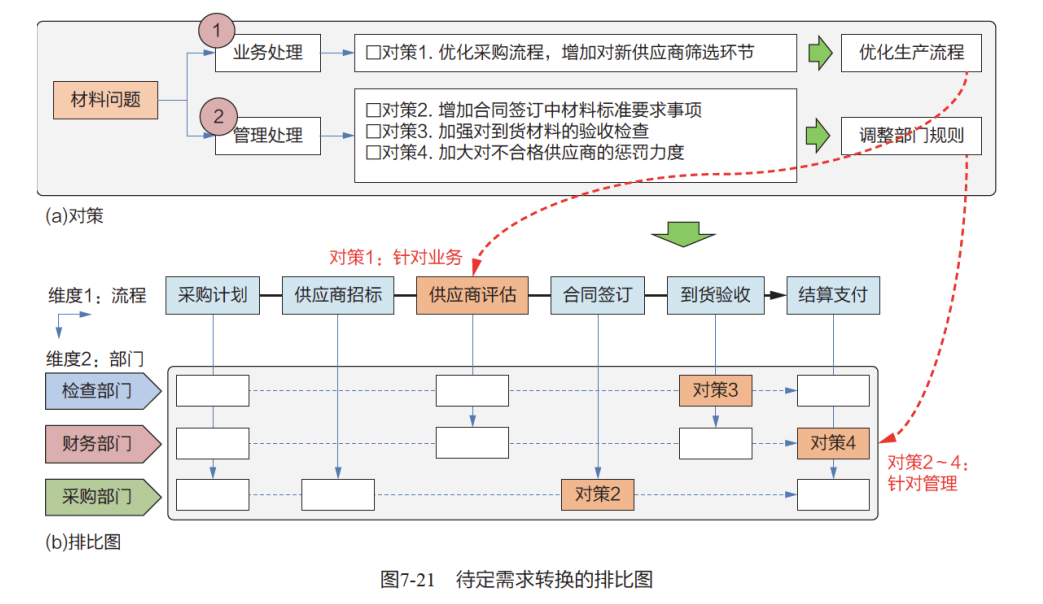 1
业务处理
□对策1. 优化采购流程，增加对新供应商筛选环节
优化生产流程
材料问题
2
管理处理
□对策2. 增加合同签订中材料标准要求事项
□对策3. 加强对到货材料的验收检查
□对策4. 加大对不合格供应商的惩罚力度
调整部门规则
(a)对策
对策1：针对业务
维度1：流程
采购计划
供应商招标
供应商评估
合同签订
到货验收
结算支付
维度2：部门
检查部门
对策3
财务部门
对策4
对策2～4：
针对管理
采购部门
对策2
(b)排比图
图7-21 待定需求转换的排比图